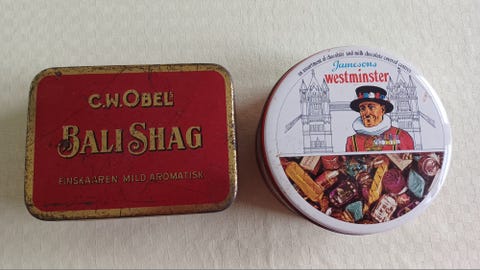 C.W.OBEL
BALI SHAG
FINSKAAREN MILD AROMATISK
an assortment of chocolate and milk chocolate covered centres
Jamesons
westminster